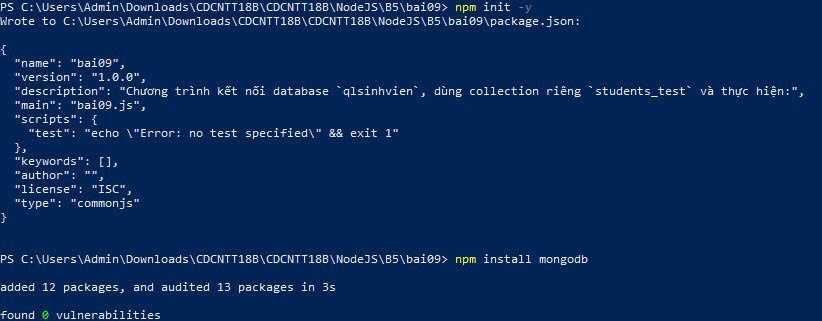 PS C:\Users\Admin\Downloads\CDCNTT18B\CDCNTT18B\NodeJS\B5\bai09> npm init -y
Wrote to C:\Users\Admin\Downloads\CDCNTT18B\CDCNTT18B\NodeJS\B5\bai09\package.json:
{
"name": "bai09",
"version": "1.0.0",
"description": "Chương trình kết nối database `qlsinhvien`, dùng collection riêng `students_test` và thực hiện:",
"main": "bai09.js",
"scripts": {
"test": "echo \"Error: no test specified\" && exit 1"
},
"keywords": [],
"author": "",
"license": "ISC",
"type": "commonjs"
}
PS C:\Users\Admin\Downloads\CDCNTT18B\CDCNTT18B\NodeJS\B5\bai09> npm install mongodb
added 12 packages, and audited 13 packages in 3s
found 0 vulnerabilities